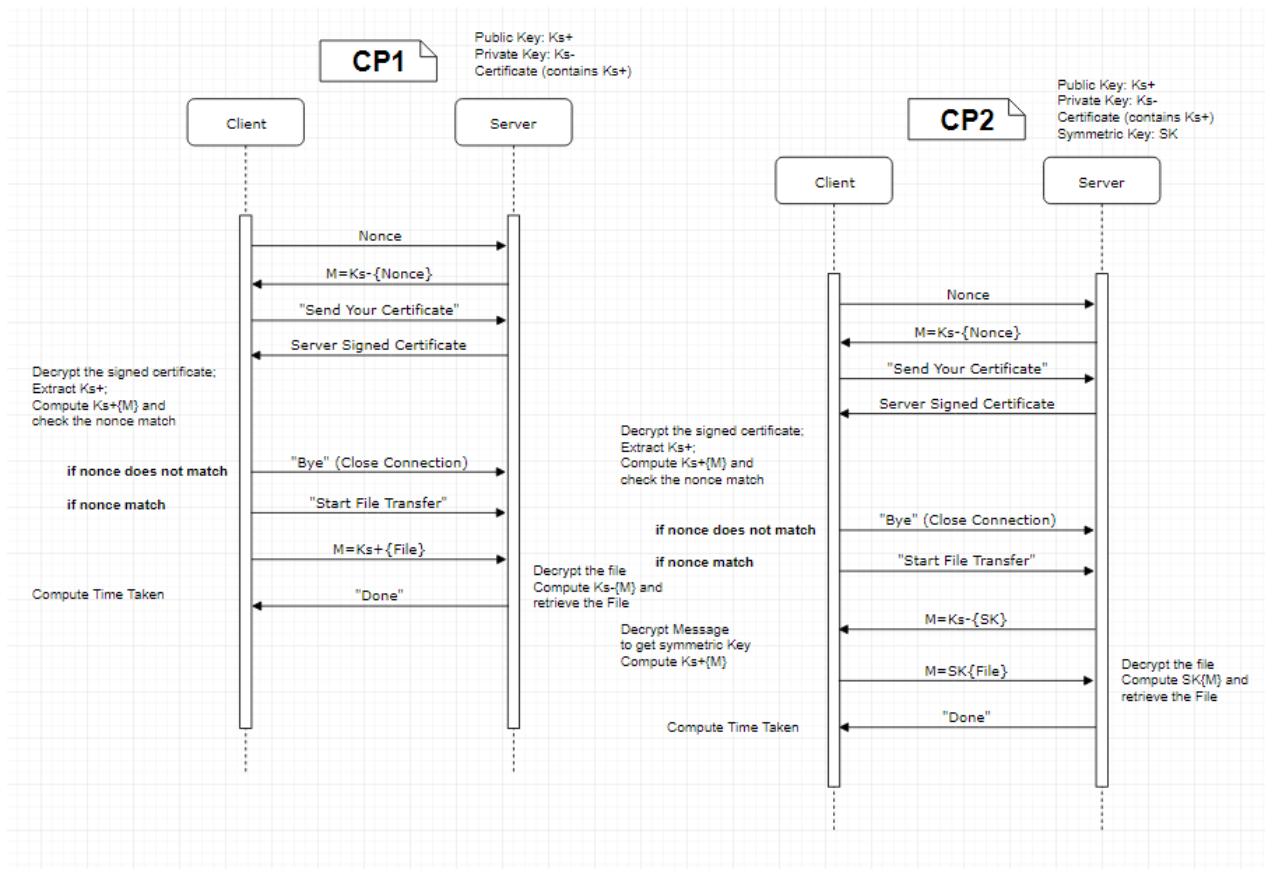 CP1
Public Key: Ks+
Private Key: Ks-
Certificate (contains Ks+)
Client
Server
Nonce
M=Ks-{Nonce}
"Send Your Certificate"
Server Signed Certificate
Decrypt the signed certificate;
Extract Ks+;
Compute Ks+{M} and
check the nonce match
if nonce does not match
"Bye" (Close Connection)
if nonce match
"Start File Transfer"
M=Ks+{File}
Decrypt the file
Compute Ks-{M} and
retrieve the File
Compute Time Taken
"Done"
CP2
Public Key: Ks+
Private Key: Ks-
Certificate (contains Ks+)
Symmetric Key: SK
Client
Server
Nonce
M=Ks-{Nonce}
"Send Your Certificate"
Server Signed Certificate
Decrypt the signed certificate;
Extract Ks+;
Compute Ks+{M} and
check the nonce match
if nonce does not match
"Bye" (Close Connection)
if nonce match
"Start File Transfer"
M=Ks-{SK}
Decrypt Message
to get symmetric Key
Compute Ks+{M}
M=SK{File}
Decrypt the file
Compute SK{M} and
retrieve the File
"Done"
Compute Time Taken